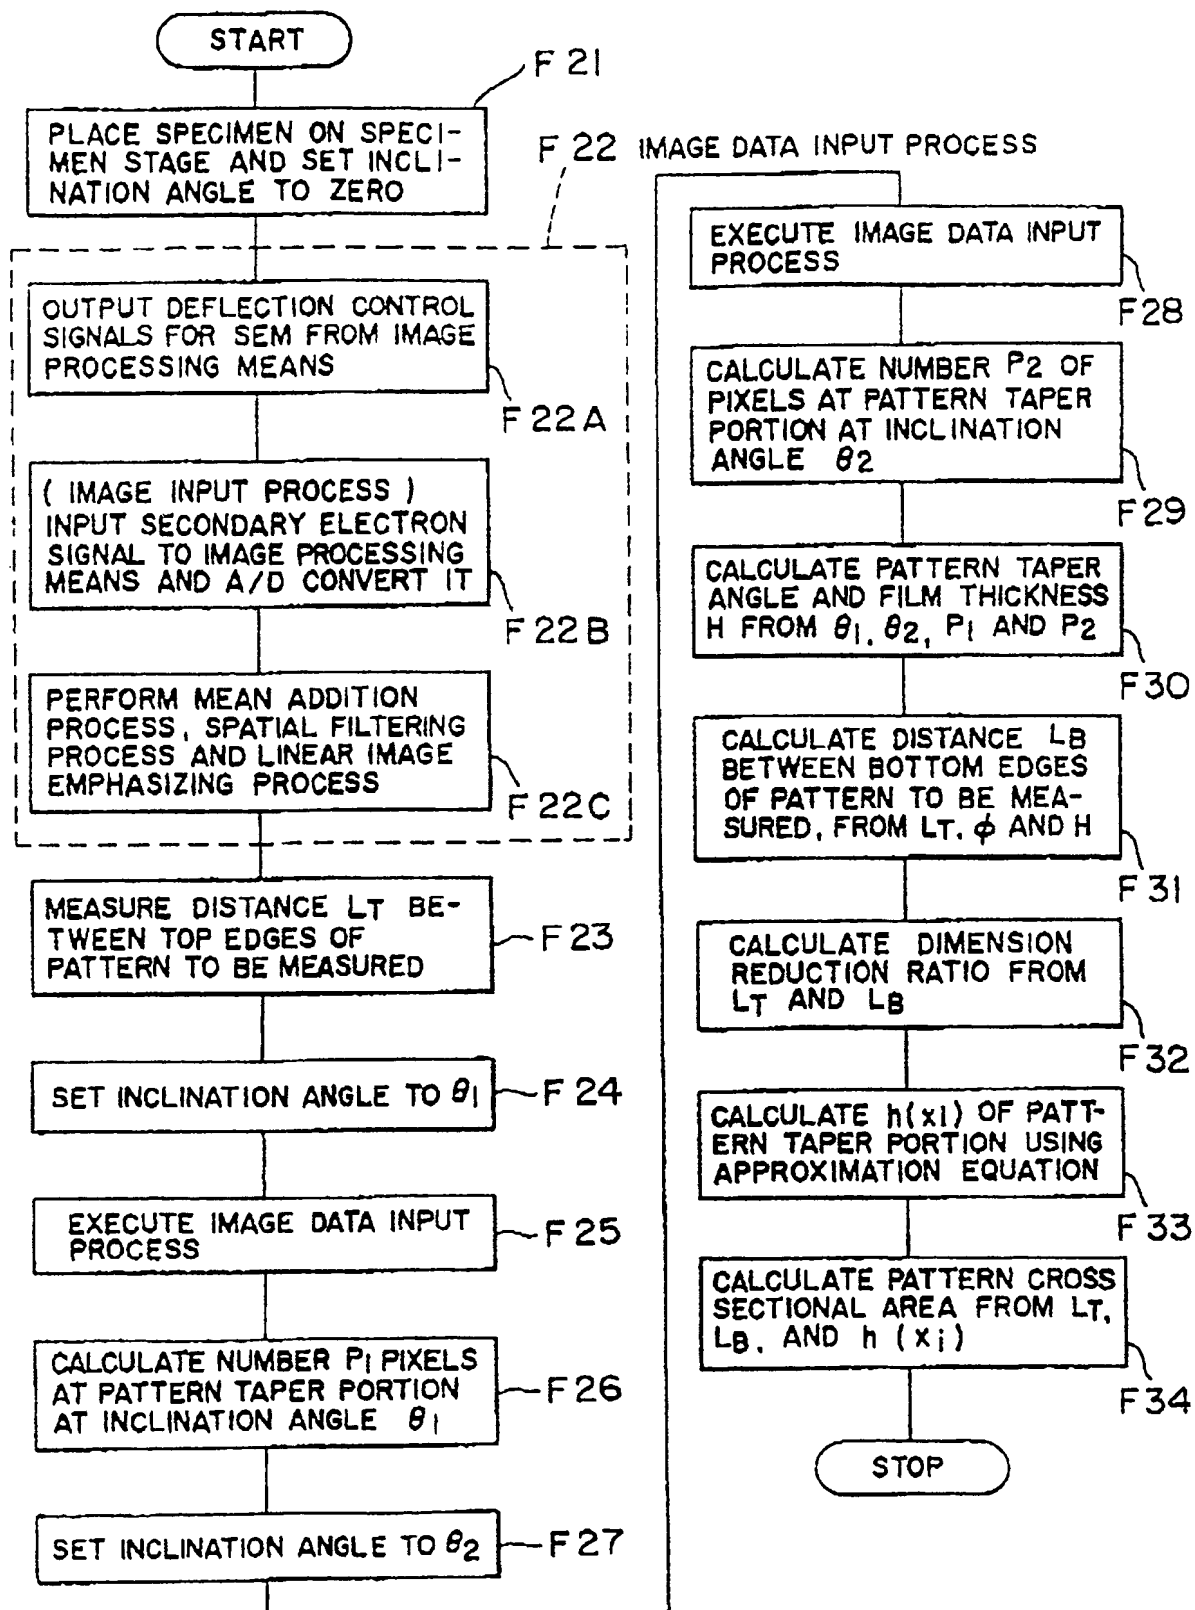 START
F 21
PLACE SPECIMEN ON SPECI-
MEN STAGE AND SET INCLI-
NATION ANGLE TO ZERO
F 22 IMAGE DATA INPUT PROCESS
OUTPUT DEFLECTION CONTROL
SIGNALS FOR SEM FROM IMAGE
PROCESSING MEANS
F 22A
( IMAGE INPUT PROCESS )
INPUT SECONDARY ELECTRON
SIGNAL TO IMAGE PROCESSING
MEANS AND A/D CONVERT IT
F 22B
PERFORM MEAN ADDITION
PROCESS, SPATIAL FILTERING
PROCESS AND LINEAR IMAGE
EMPHASIZING PROCESS
F 22C
MEASURE DISTANCE LT BE-
TWEEN TOP EDGES OF
PATTERN TO BE MEASURED
F 23
SET INCLINATION ANGLE TO θ1
F 24
EXECUTE IMAGE DATA INPUT
PROCESS
F 25
CALCULATE NUMBER P1 PIXELS
AT PATTERN TAPER PORTION
AT INCLINATION ANGLE θ1
F 26
SET INCLINATION ANGLE TO θ2
F 27
EXECUTE IMAGE DATA INPUT
PROCESS
F 28
CALCULATE NUMBER P2 OF
PIXELS AT PATTERN TAPER
PORTION AT INCLINATION
ANGLE θ2
F 29
CALCULATE PATTERN TAPER
ANGLE AND FILM THICKNESS
H FROM θ1, θ2, P1 AND P2
F 30
CALCULATE DISTANCE LB
BETWEEN BOTTOM EDGES
OF PATTERN TO BE MEA-
SURED, FROM LT, ϕ AND H
F 31
CALCULATE DIMENSION
REDUCTION RATIO FROM
LT AND LB
F 32
CALCULATE h(xi) OF PATT-
ERN TAPER PORTION USING
APPROXIMATION EQUATION
F 33
CALCULATE PATTERN CROSS
SECTIONAL AREA FROM LT,
LB, AND h (xi)
F 34
STOP